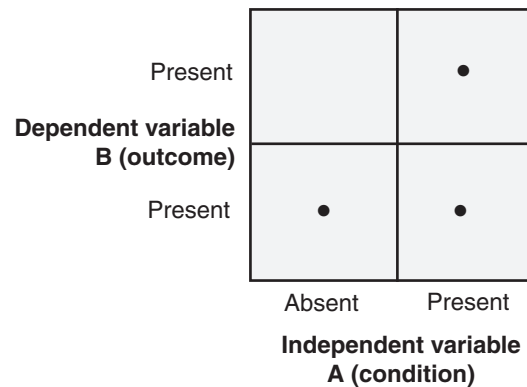 Present
Dependent variable
B (outcome)
Present
Absent Present
Independent variable
A (condition)